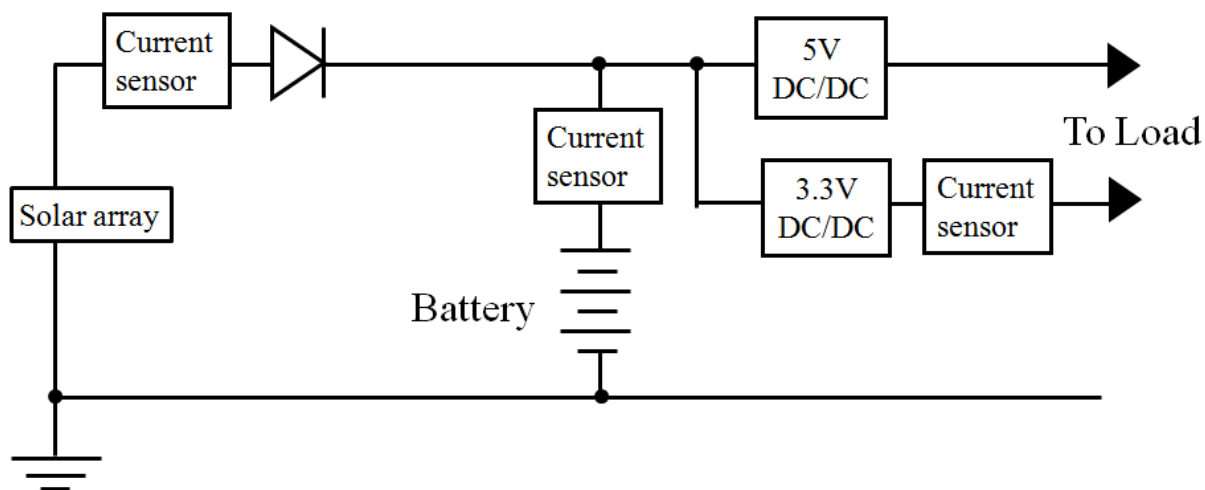 Current
sensor
5V
DC/DC
Current
sensor
To Load
3.3V
DC/DC
Current
sensor
Solar array
Battery